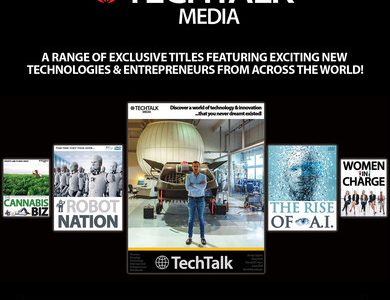 TECHTALK
MEDIA
A RANGE OF EXCLUSIVE TITLES FEATURING EXCITING NEW
TECHNOLOGIES & ENTREPRENEURS FROM ACROSS THE WORLD!
TECHTALK
MEDIA
Discover a world of technology & innovation
...that you never dreamt existed!
TechTalk
CANNABIS
BIZ
I ROBOT
NATION
THE RISE
OF A.I.
WOMEN
IN
CHARGE